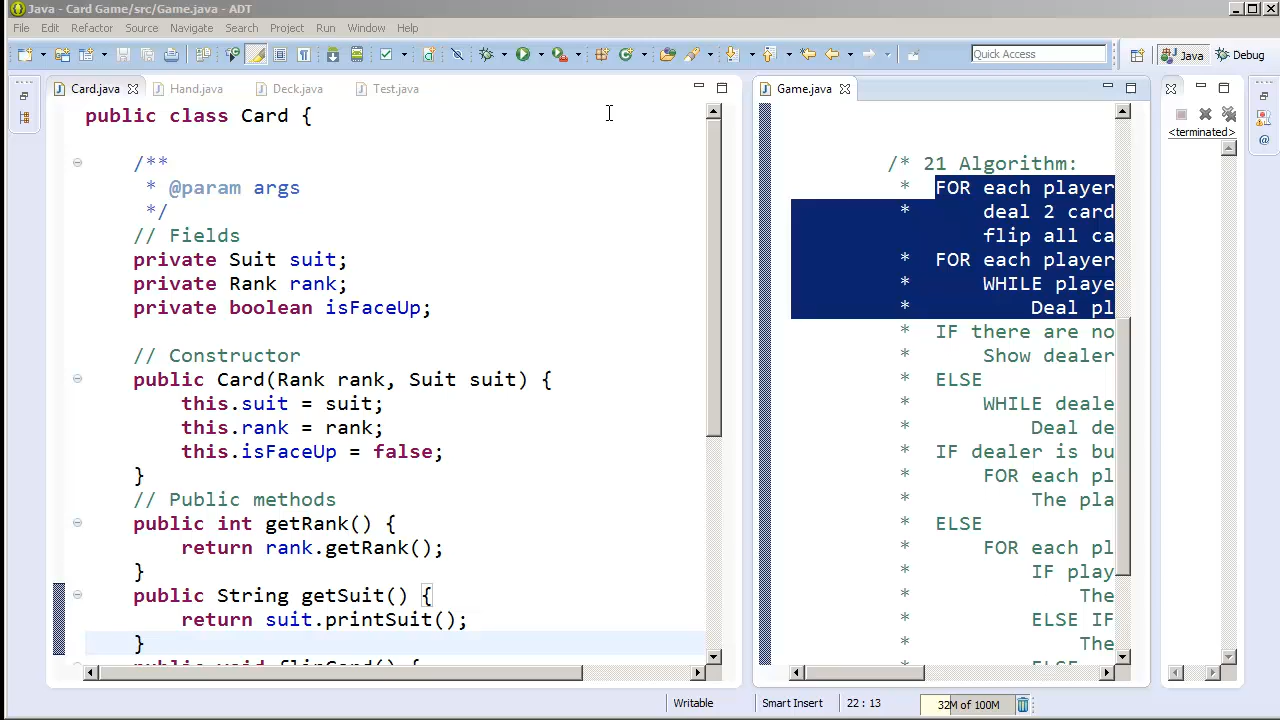 Java - Card Game/src/Game.java - ADT
File Edit Refactor Source Navigate Search Project Run Window Help
Quick Access
Java
Debug
Card.java
Hand.java
Deck.java
Test.java
public class Card {
/**
* @param args
*/
// Fields
private Suit suit;
private Rank rank;
private boolean isFaceUp;
// Constructor
public Card(Rank rank, Suit suit) {
this.suit = suit;
this.rank = rank;
this.isFaceUp = false;
}
// Public methods
public int getRank() {
return rank.getRank();
}
public String getSuit() {
return suit.printSuit();
}
public void flipCard() {
Game.java
/* 21 Algorithm:
* FOR each player
* deal 2 card
flip all ca
* FOR each player
* WHILE playe
* Deal pl
* IF there are no
* Show dealer
* ELSE
* WHILE deale
* Deal de
* IF dealer is bu
* FOR each pl
* The pla
* ELSE
* FOR each pl
* IF play
* The
* ELSE IF
* The
* ELSE
<terminated>
Writable
Smart Insert
22 : 13
32M of 100M